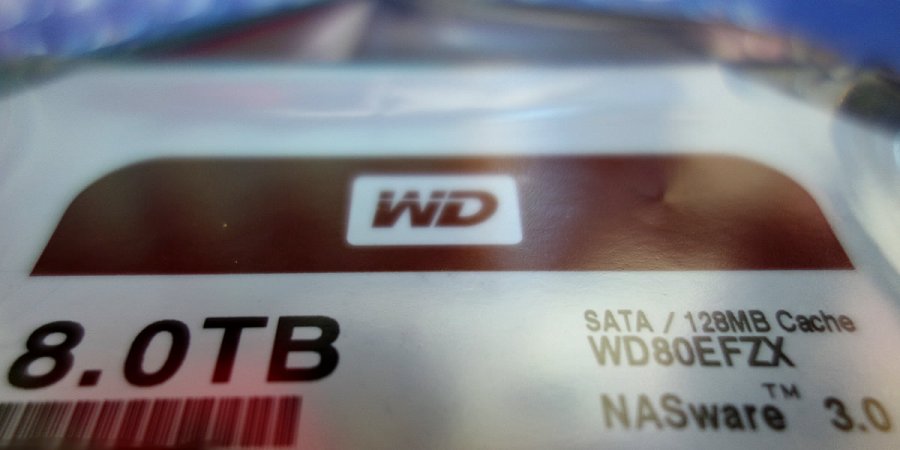 WD
8.0TB
SATA / 128MB Cache
WD80EFZX
NASware™ 3.0